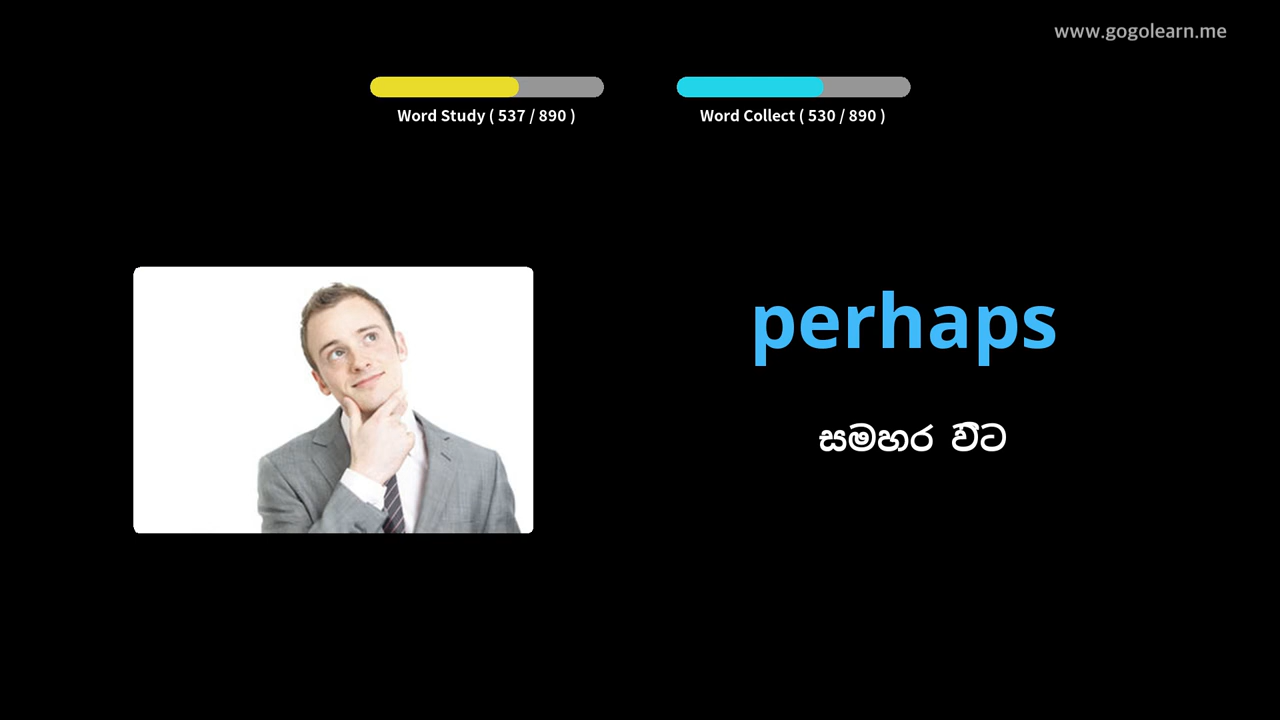 www.gogolearn.me
Word Study ( 537 / 890 )
Word Collect ( 530 / 890 )
perhaps
සමහර විට